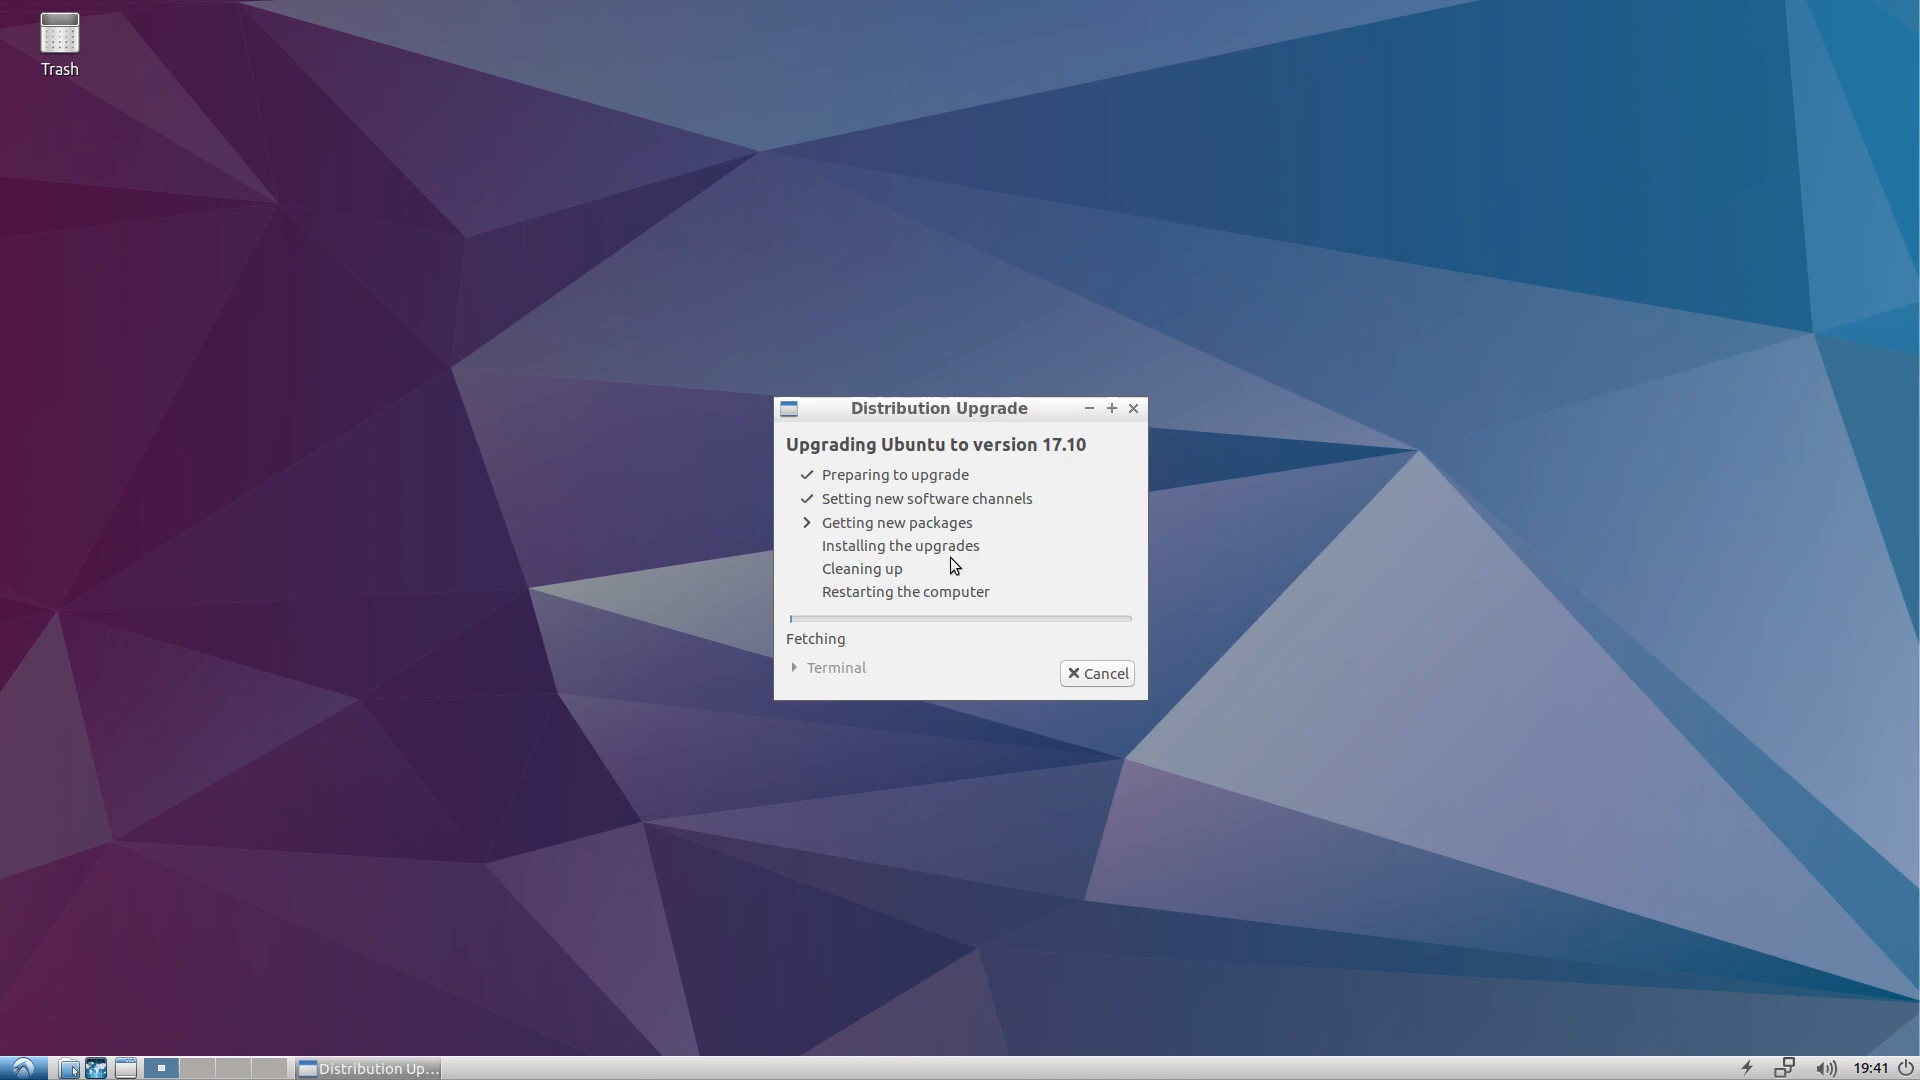 Trash
Distribution Upgrade
Upgrading Ubuntu to version 17.10
Preparing to upgrade
Setting new software channels
Getting new packages
Installing the upgrades
Cleaning up
Restarting the computer
Fetching
Terminal
Cancel
Distribution Up...
19:41